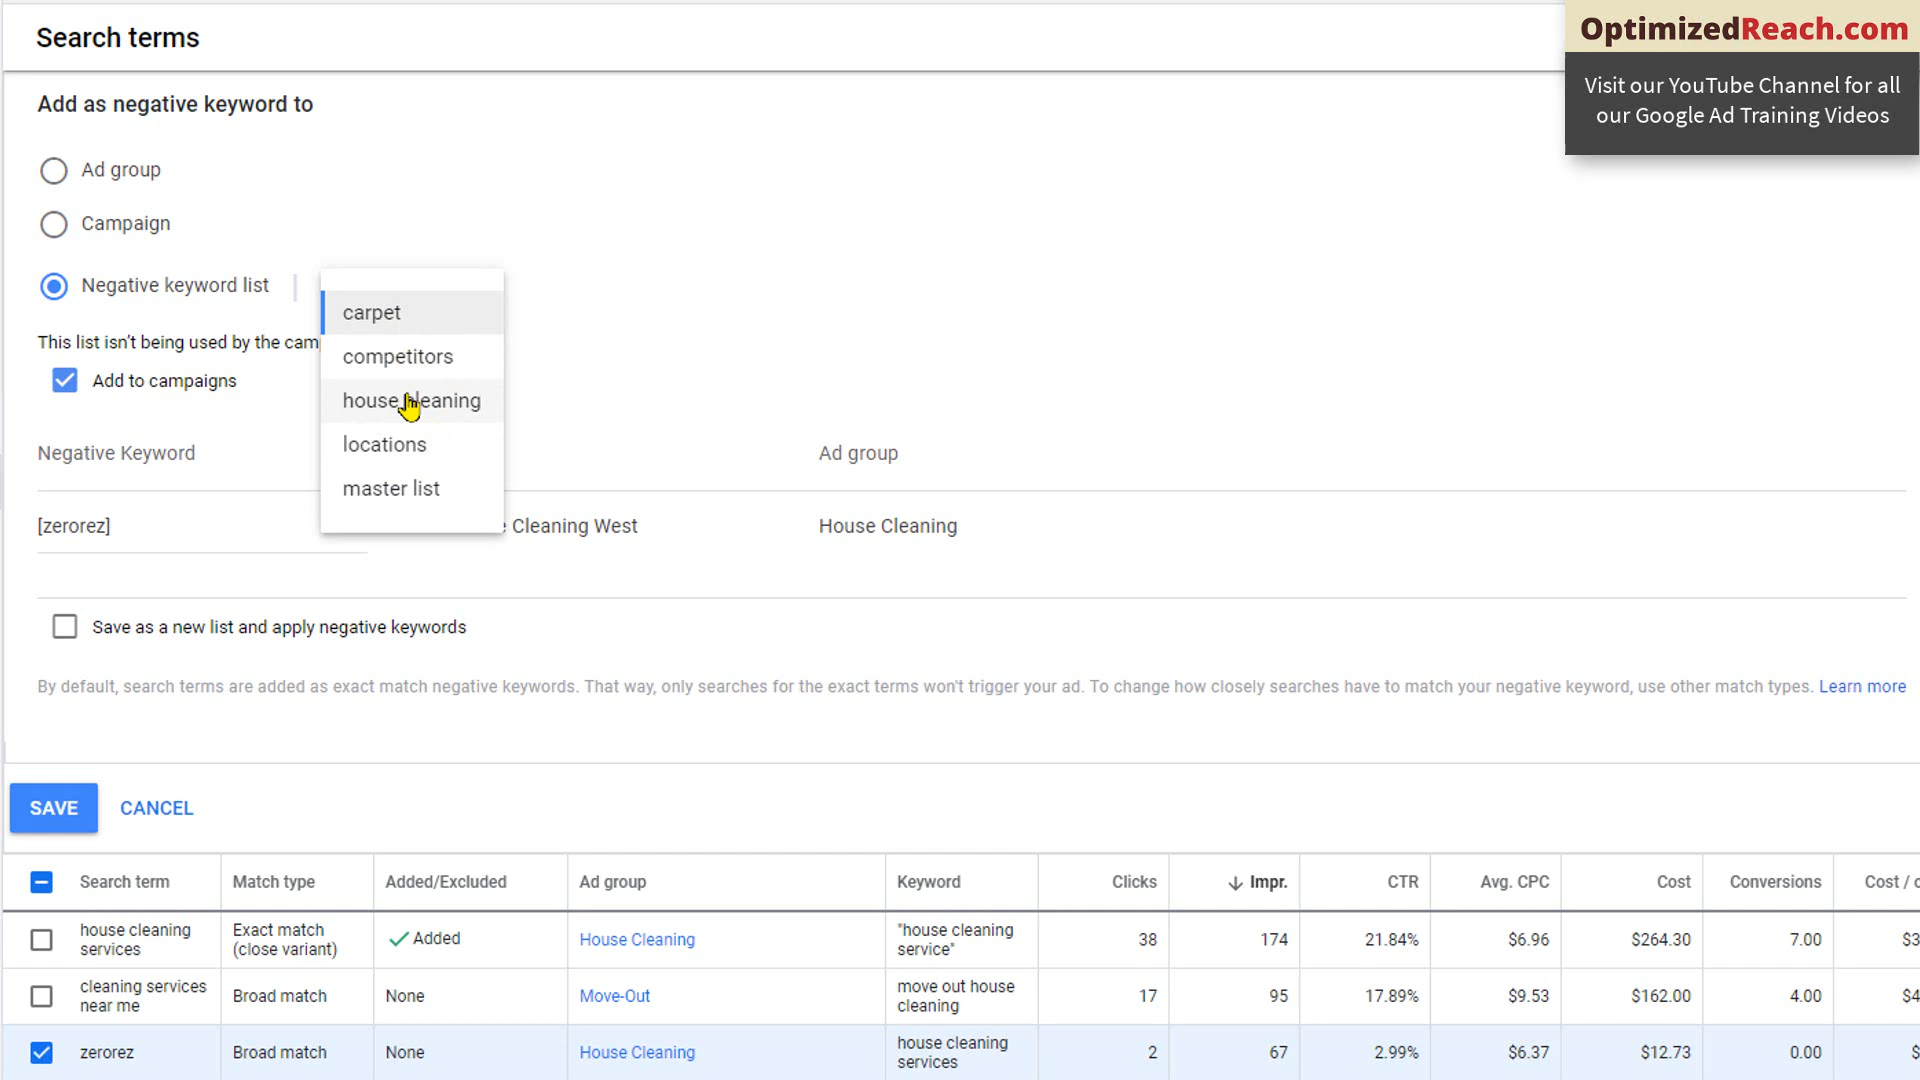 Search terms
OptimizedReach.com
Visit our YouTube Channel for all
our Google Ad Training Videos
Add as negative keyword to
Ad group
Campaign
Negative keyword list
carpet
competitors
house cleaning
locations
master list
This list isn't being used by the cam
Add to campaigns
Negative Keyword
Ad group
[zerorez]
Cleaning West
House Cleaning
Save as a new list and apply negative keywords
By default, search terms are added as exact match negative keywords. That way, only searches for the exact terms won't trigger your ad. To change how closely searches have to match your negative keyword, use other match types. Learn more
SAVE
CANCEL
Search term Match type Added/Excluded Ad group Keyword Clicks Impr. CTR Avg. CPC Cost Conversions Cost / c
house cleaning services Exact match (close variant) Added House Cleaning "house cleaning service" 38 174 21.84% $6.96 $264.30 7.00 $3
cleaning services near me Broad match None Move-Out move out house cleaning 17 95 17.89% $9.53 $162.00 4.00 $4
zerorez Broad match None House Cleaning house cleaning services 2 67 2.99% $6.37 $12.73 0.00 $